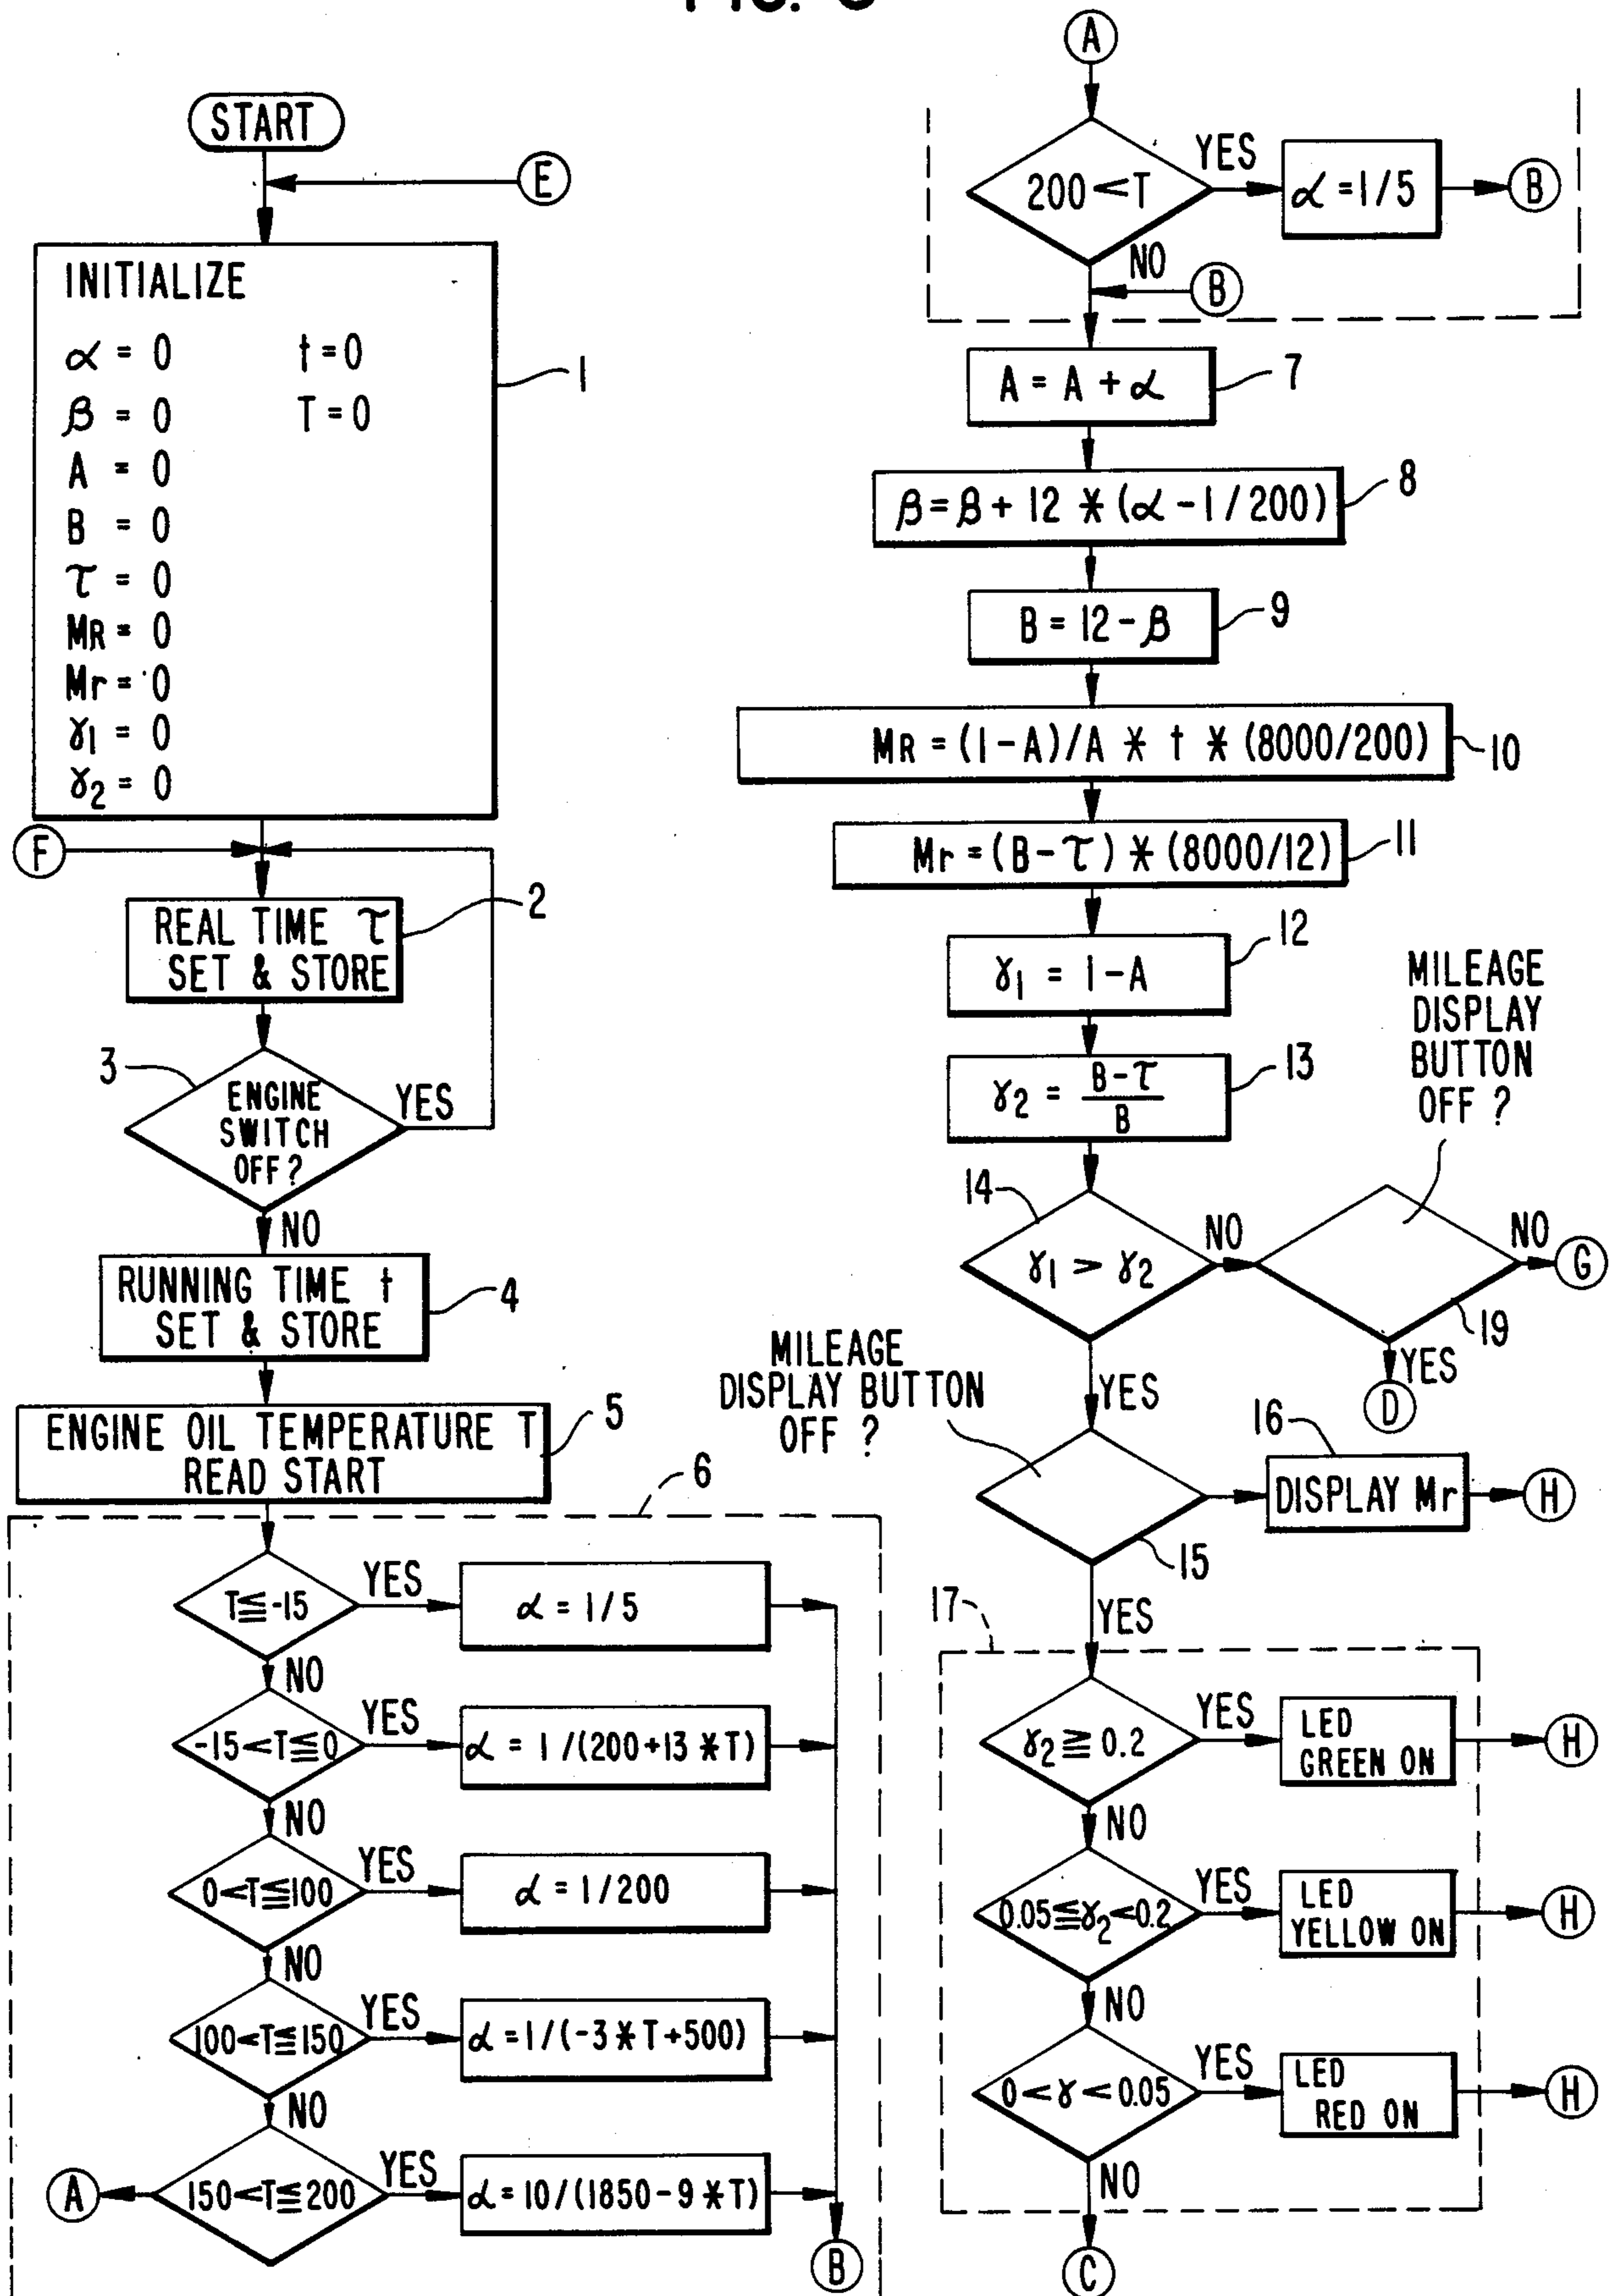 START
E
INITIALIZE
α = 0 t = 0
β = 0 T = 0
A = 0
B = 0
τ = 0
MR = 0
Mr = 0
γ1 = 0
γ2 = 0
1
F
REAL TIME τ
SET & STORE
2
3
ENGINE
SWITCH
OFF?
YES
NO
RUNNING TIME t
SET & STORE
4
ENGINE OIL TEMPERATURE T
READ START
5
6
T≦-15
YES
α = 1/5
NO
-15<T≦0
YES
α = 1/(200+13*T)
NO
0<T≦100
YES
α = 1/200
NO
100<T≦150
YES
α = 1/(-3*T+500)
NO
A
150<T≦200
YES
α = 10/(1850-9*T)
B
A
200<T
YES
α = 1/5
B
NO
B
A = A + α
7
β = β + 12 * (α - 1/200)
8
B = 12 - β
9
MR = (1-A)/A * t * (8000/200)
10
Mr = (B-τ) * (8000/12)
11
γ1 = 1-A
12
γ2 = B-τ
B
13
14
γ1 > γ2
NO
MILEAGE
DISPLAY
BUTTON
OFF ?
NO
G
19
YES
D
YES
MILEAGE
DISPLAY BUTTON
OFF ?
15
16
DISPLAY Mr
H
YES
17
γ2 ≧ 0.2
YES
LED
GREEN ON
H
NO
0.05≦γ2<0.2
YES
LED
YELLOW ON
H
NO
0<γ<0.05
YES
LED
RED ON
H
NO
C